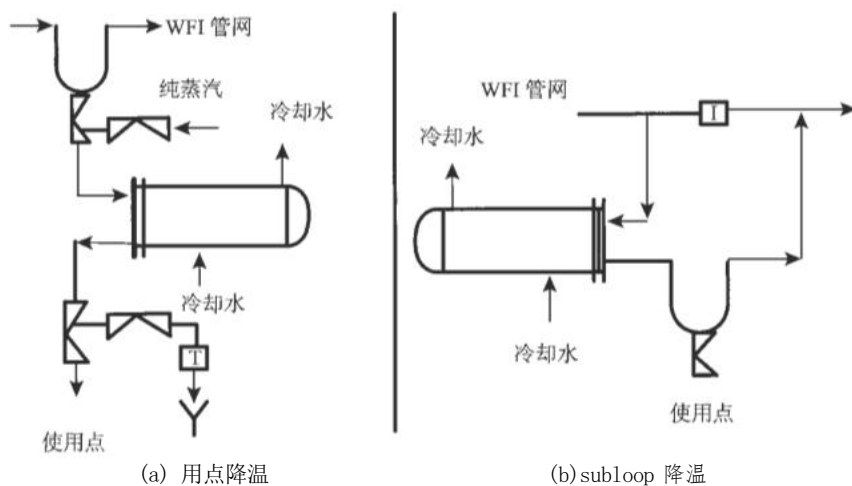 WFI 管网
纯蒸汽
冷却水
冷却水
T
使用点
(a) 用点降温
WFI 管网
I
冷却水
冷却水
使用点
(b)subloop 降温